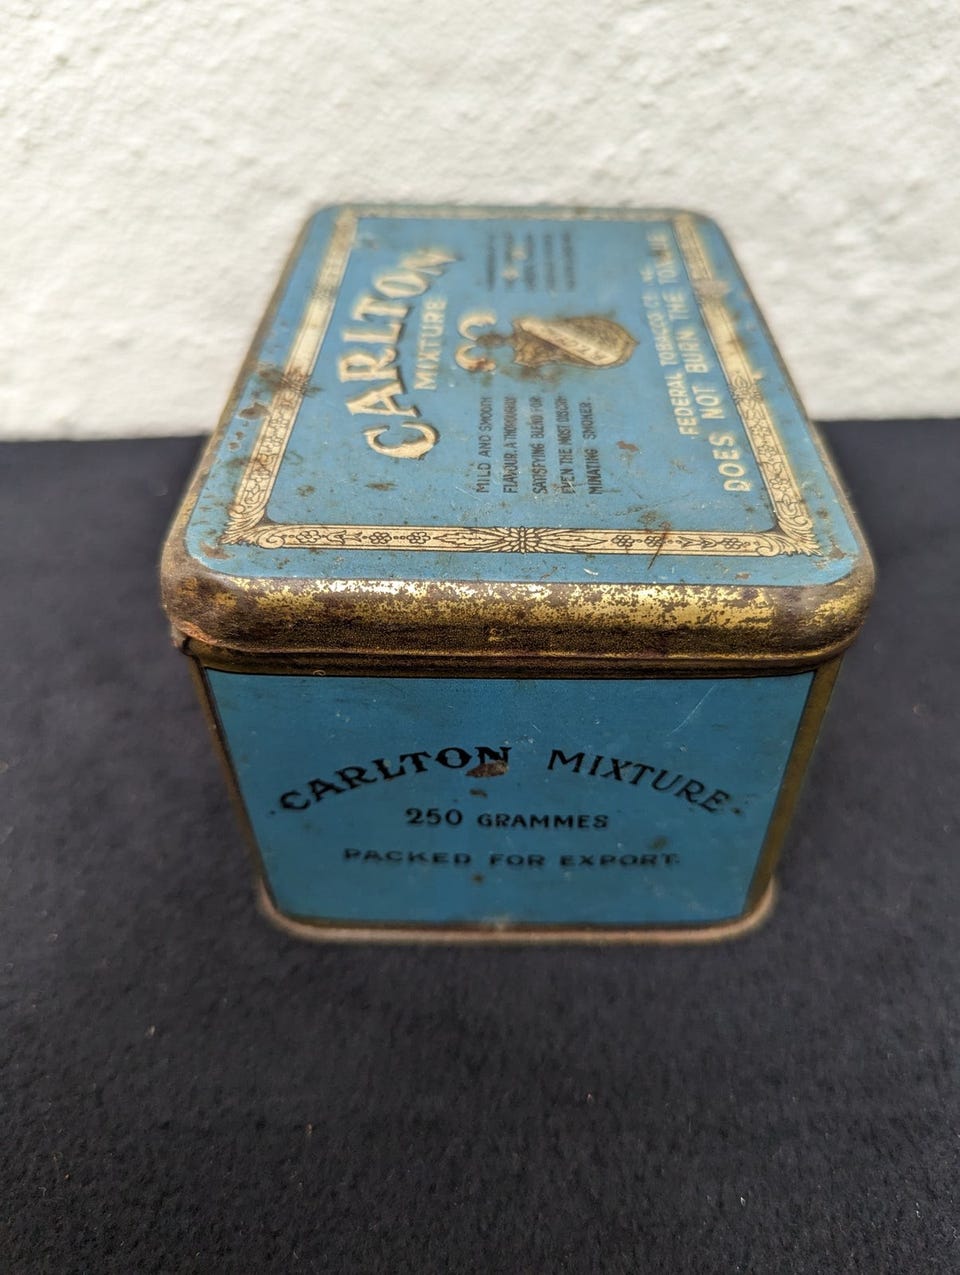 CARLTON
MIXTURE
MILD AND SMOOTH
FLAVOUR. A THOROUGHLY
SATISFYING BLEND FOR
EVEN THE MOST DISCRI-
MINATING SMOKER.
FEDERAL TOBACCO CO
DOES NOT BURN THE TONGUE
CARLTON MIXTURE.
250 GRAMMES
PACKED FOR EXPORT.